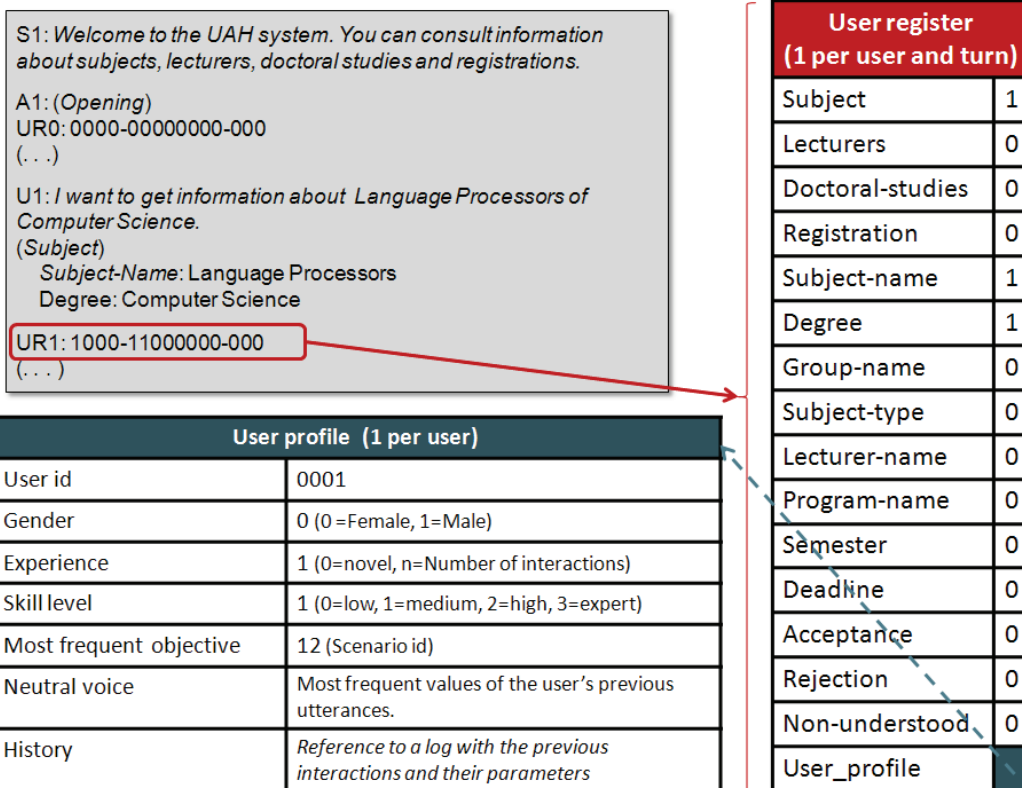 S1: Welcome to the UAH system. You can consult information
about subjects, lecturers, doctoral studies and registrations.
A1: (Opening)
UR0: 0000-00000000-000
(. . .)
U1: I want to get information about Language Processors of
Computer Science.
(Subject)
Subject-Name: Language Processors
Degree: Computer Science
UR1: 1000-11000000-000
(. . . )
User profile (1 per user)
User id 0001
Gender 0 (0 =Female, 1=Male)
Experience 1 (0=novel, n=Number of interactions)
Skill level 1 (0=low, 1=medium, 2=high, 3=expert)
Most frequent objective 12 (Scenario id)
Neutral voice Most frequent values of the user's previous
utterances.
History Reference to a log with the previous
interactions and their parameters
User register
(1 per user and turn)
Subject 1
Lecturers 0
Doctoral-studies 0
Registration 0
Subject-name 1
Degree 1
Group-name 0
Subject-type 0
Lecturer-name 0
Program-name 0
Semester 0
Deadline 0
Acceptance 0
Rejection 0
Non-understood 0
User_profile